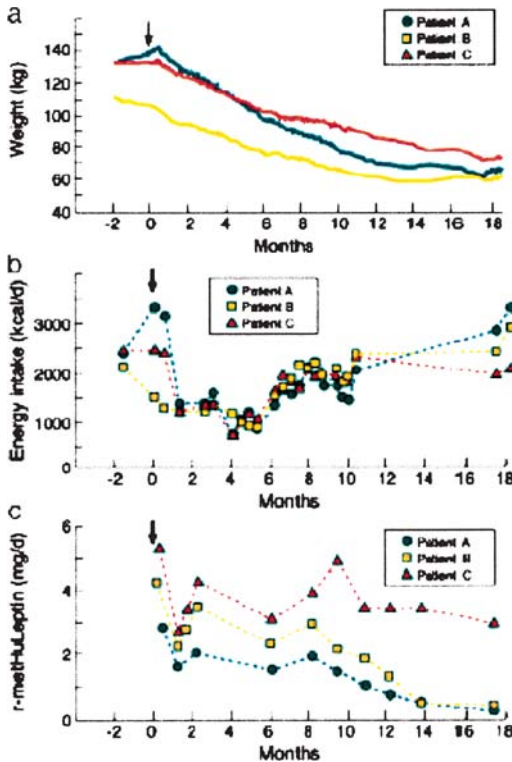 a
Patient A
Patient B
Patient C
Weight (kg)
140
120
100
80
60
40
-2 0 2 4 6 8 10 12 14 16 18
Months
b
Patient A
Patient B
Patient C
Energy intake (kcal/d)
3000
2000
1000
0
-2 0 2 4 6 8 10 12 14 16 18
Months
c
Patient A
Patient B
Patient C
r-metHuLeptin (mg/d)
6
4
2
0
-2 0 2 4 6 8 10 12 14 16 18
Months